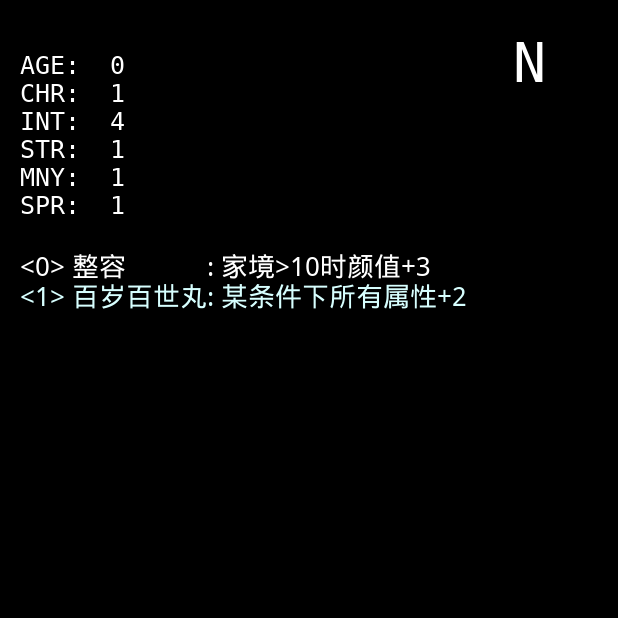 N
AGE:  0
CHR:  1
INT:  4
STR:  1
MNY:  1
SPR:  1
<0> 整容      : 家境>10时颜值+3
<1> 百岁百世丸: 某条件下所有属性+2